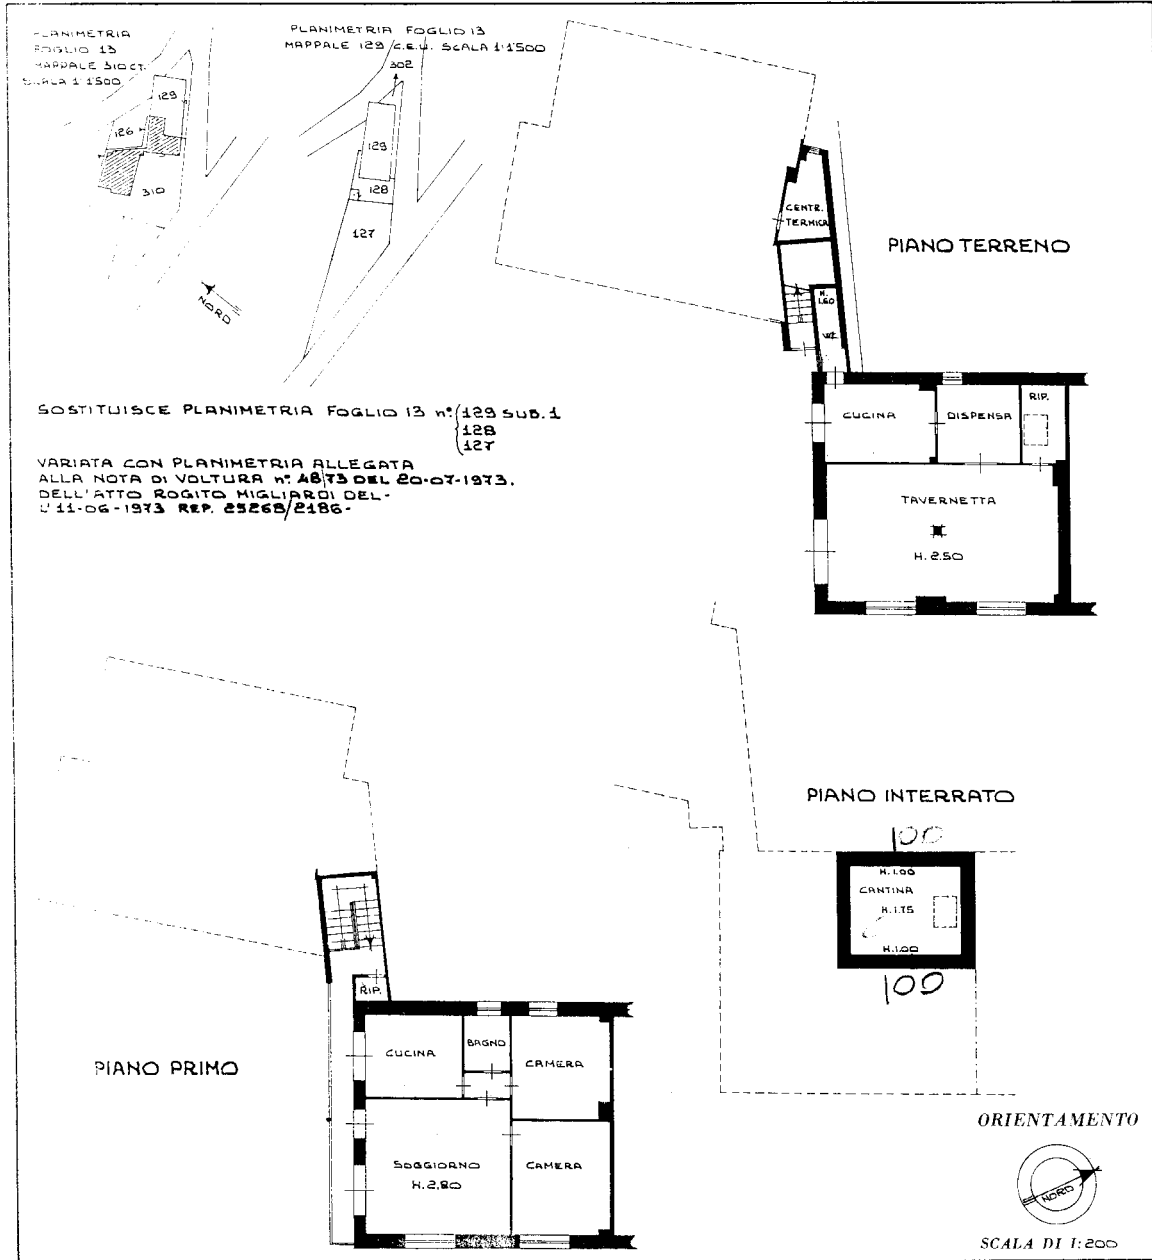 PLANIMETRIA
FOGLIO 13
MAPPALE 310 CT.
SCALA 1:1500
129
126
310
PLANIMETRIA FOGLIO 13
MAPPALE 129 C.E.U. SCALA 1:1500
302
129
128
127
NORD
SOSTITUISCE PLANIMETRIA FOGLIO 13 n° 129 SUB.1
128
127
VARIATA CON PLANIMETRIA ALLEGATA
ALLA NOTA DI VOLTURA n° 48/73 DEL 20-07-1973.
DELL'ATTO ROGITO MIGLIARDI DEL-
L'11-06-1973 REP. 25268/2186-
CENTR.
TERMICA
PIANO TERRENO
H.
1.60
WC
CUCINA
DISPENSA
RIP.
TAVERNETTA
H. 2.50
PIANO INTERRATO
100
H.1.00
CANTINA
H.1.75
H.1.00
100
RIP.
CUCINA
BAGNO
CAMERA
PIANO PRIMO
SOGGIORNO
H. 2.80
CAMERA
ORIENTAMENTO
NORD
SCALA DI 1:200